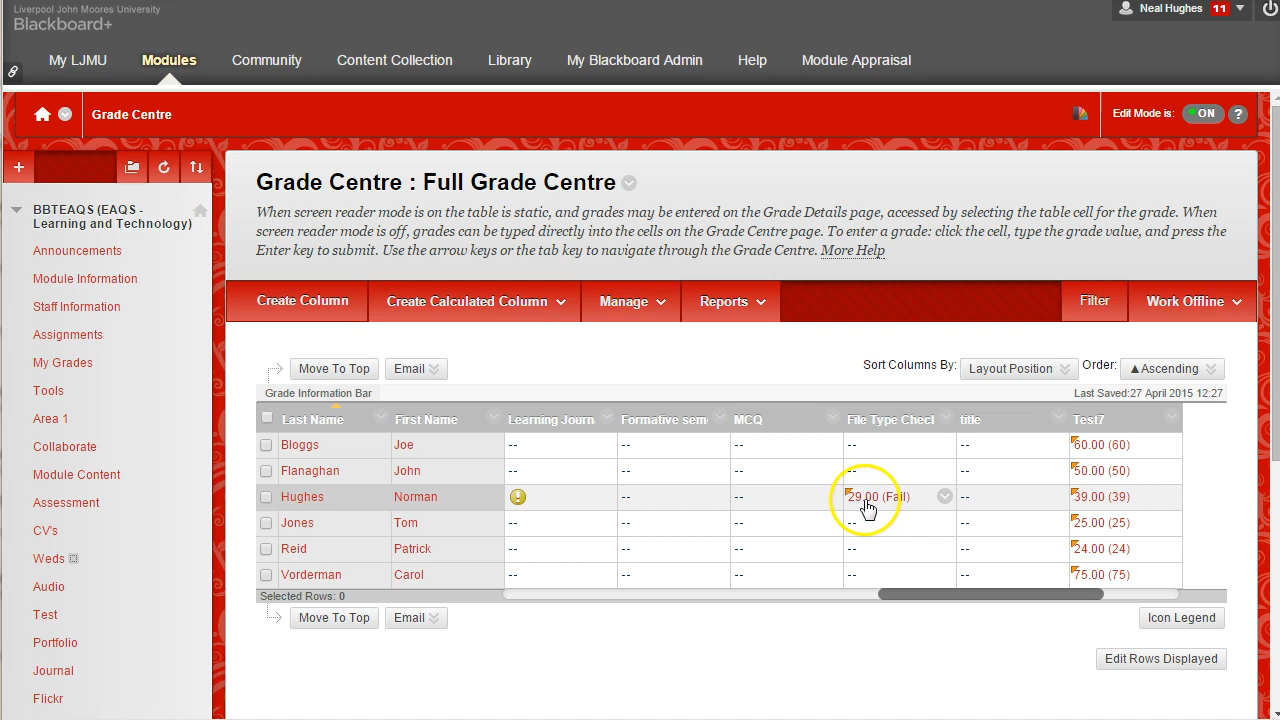 Liverpool John Moores University
Blackboard+
Neal Hughes 11
My LJMU Modules Community Content Collection Library My Blackboard Admin Help Module Appraisal
Grade Centre Edit Mode is: ON ?
BBTEAQS (EAQS -
Learning and Technology)
Announcements
Module Information
Staff Information
Assignments
My Grades
Tools
Area 1
Collaborate
Module Content
Assessment
CV's
Weds
Audio
Test
Portfolio
Journal
Flickr
Grade Centre : Full Grade Centre
When screen reader mode is on the table is static, and grades may be entered on the Grade Details page, accessed by selecting the table cell for the grade. When
screen reader mode is off, grades can be typed directly into the cells on the Grade Centre page. To enter a grade: click the cell, type the grade value, and press the
Enter key to submit. Use the arrow keys or the tab key to navigate through the Grade Centre. More Help
Create Column Create Calculated Column Manage Reports Filter Work Offline
Move To Top Email Sort Columns By: Layout Position Order: ▲Ascending
Grade Information Bar Last Saved:27 April 2015 12:27
Last Name First Name Learning Journ Formative sem MCQ File Type Checl title Test7
Bloggs Joe -- -- -- -- -- 60.00 (60)
Flanaghan John -- -- -- -- -- 50.00 (50)
Hughes Norman ! -- -- 29.00 (Fail) -- 39.00 (39)
Jones Tom -- -- -- -- -- 25.00 (25)
Reid Patrick -- -- -- -- -- 24.00 (24)
Vorderman Carol -- -- -- -- -- 75.00 (75)
Selected Rows: 0
Move To Top Email Icon Legend
Edit Rows Displayed